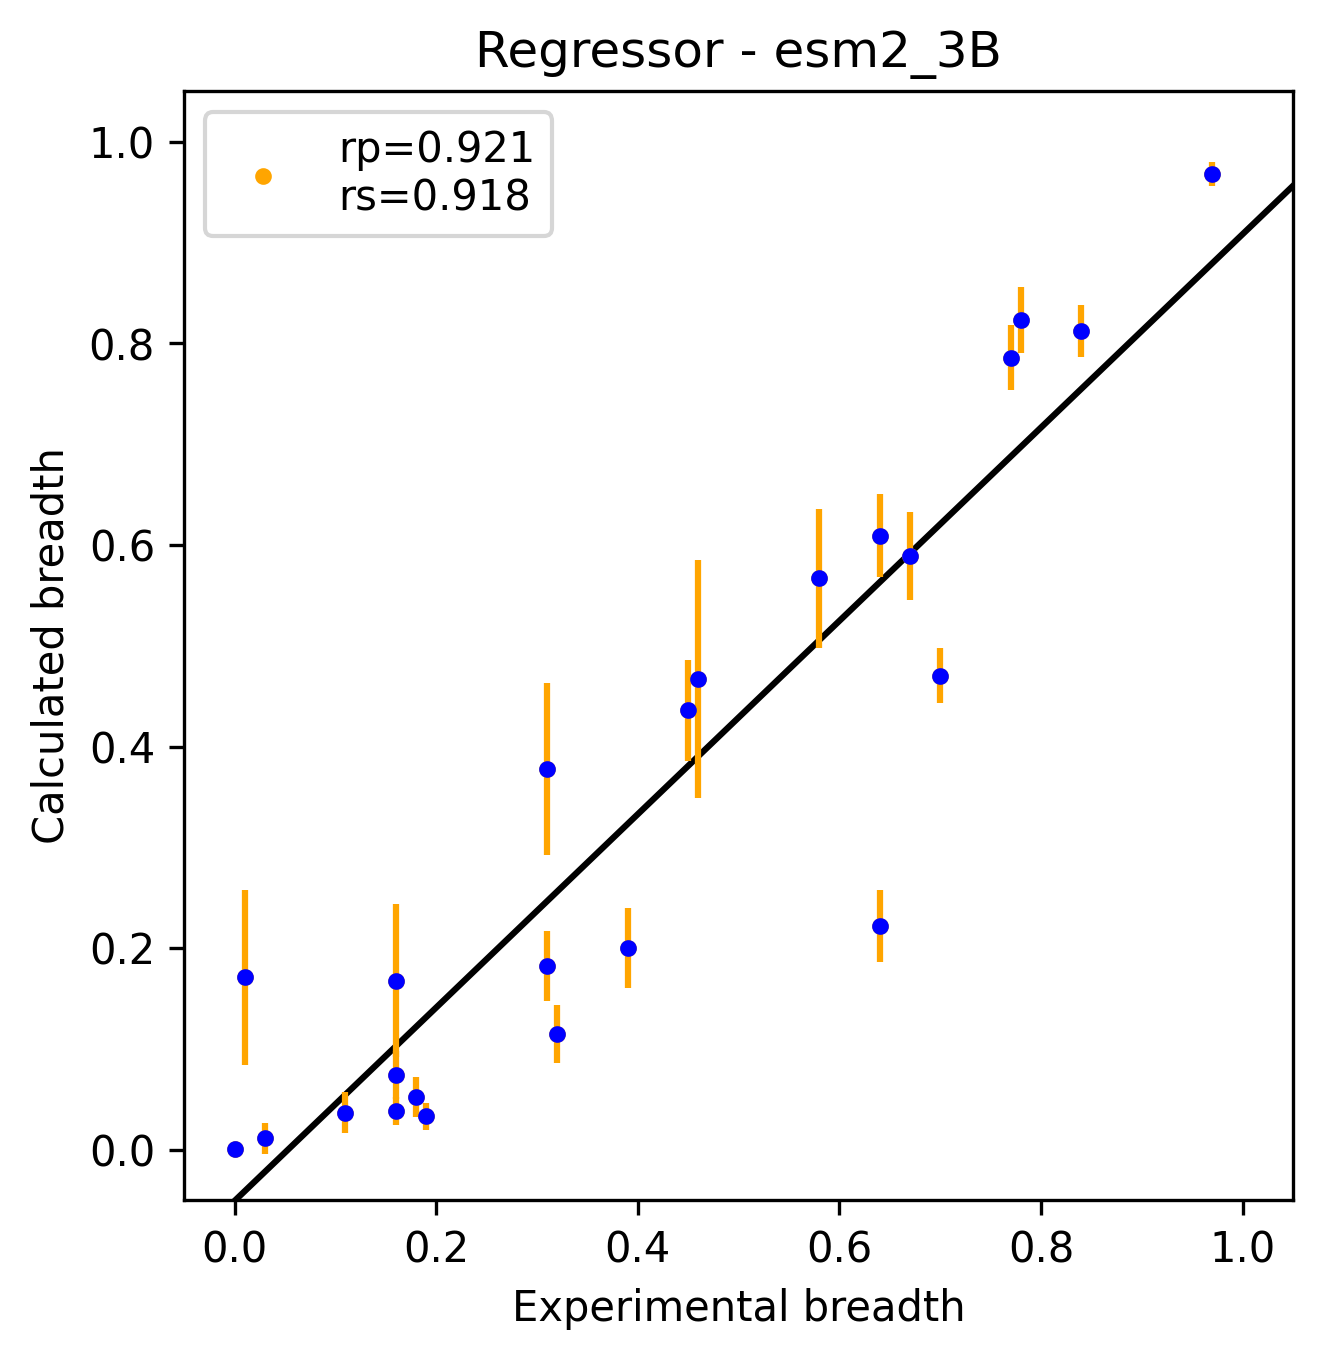 Regressor - esm2_3B
rp=0.921
rs=0.918
1.0
0.8
0.6
0.4
0.2
0.0
Calculated breadth
0.0 0.2 0.4 0.6 0.8 1.0
Experimental breadth